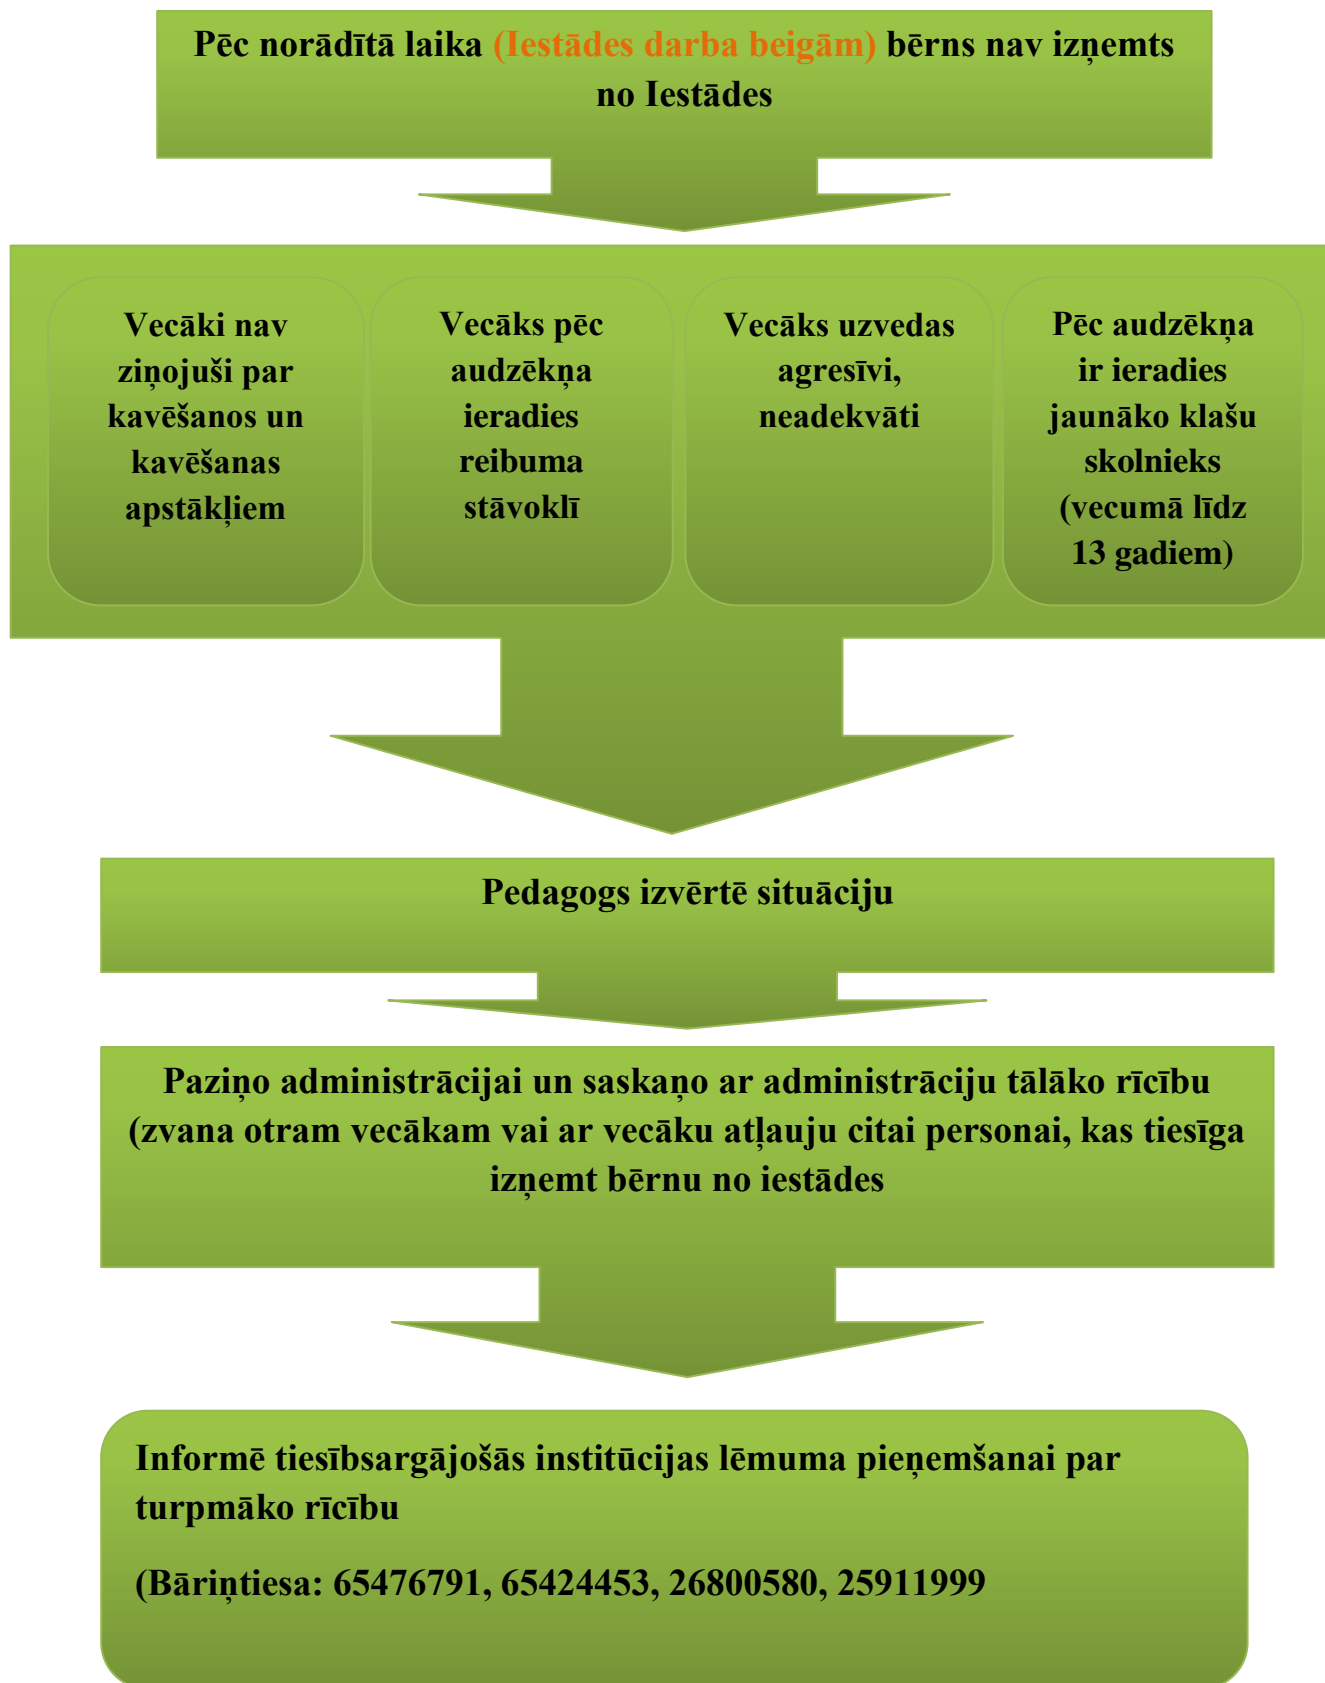 Pēc norādītā laika (Iestādes darba beigām) bērns nav izņemts
no Iestādes
Vecāki nav
ziņojuši par
kavēšanos un
kavēšanas
apstākļiem
Vecāks pēc
audzēkņa
ieradies
reibuma
stāvoklī
Vecāks uzvedas
agresīvi,
neadekvāti
Pēc audzēkņa
ir ieradies
jaunāko klašu
skolnieks
(vecumā līdz
13 gadiem)
Pedagogs izvērtē situāciju
Paziņo administrācijai un saskaņo ar administrāciju tālāko rīcību
(zvana otram vecākam vai ar vecāku atļauju citai personai, kas tiesīga
izņemt bērnu no iestādes
Informē tiesībsargājošās institūcijas lēmuma pieņemšanai par
turpmāko rīcību
(Bāriņtiesa: 65476791, 65424453, 26800580, 25911999